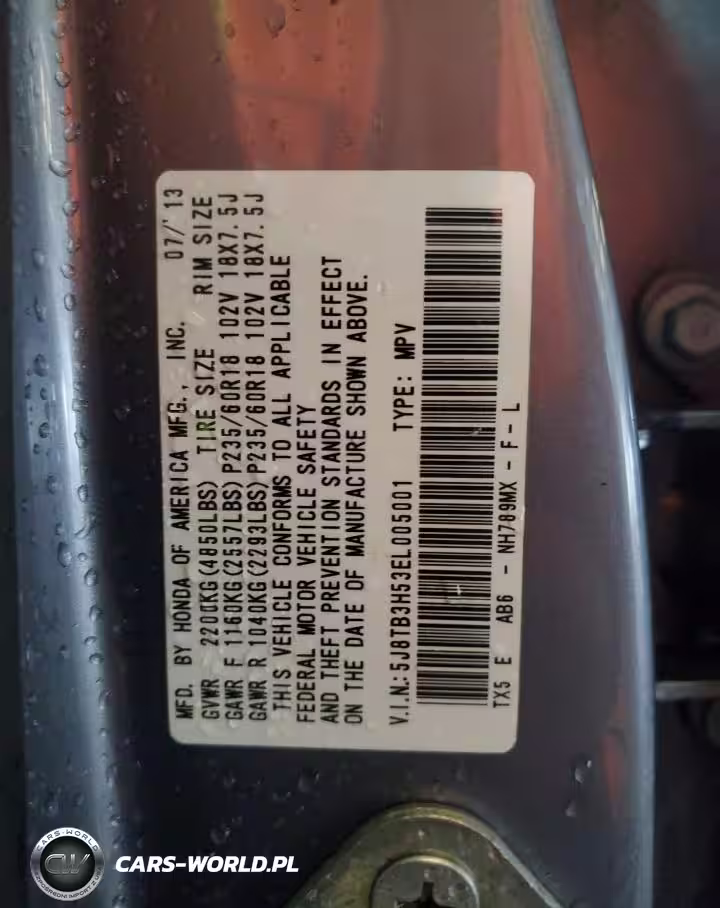 MFD. BY HONDA OF AMERICA MFG., INC. 07/'13
GVWR 2200KG(4850LBS) TIRE SIZE RIM SIZE
GAWR F 1160KG(2557LBS)P235/60R18 102V 18X7.5J
GAWR R 1040KG(2293LBS)P235/60R18 102V 18X7.5J
THIS VEHICLE CONFORMS TO ALL APPLICABLE
FEDERAL MOTOR VEHICLE SAFETY
AND THEFT PREVENTION STANDARDS IN EFFECT
ON THE DATE OF MANUFACTURE SHOWN ABOVE.
V.I.N.: 5J8TB3H53EL005001 TYPE: MPV
TX5 E AB6 - NH789MX - F - L
CARS-WORLD
CW
CARS-WORLD.PL